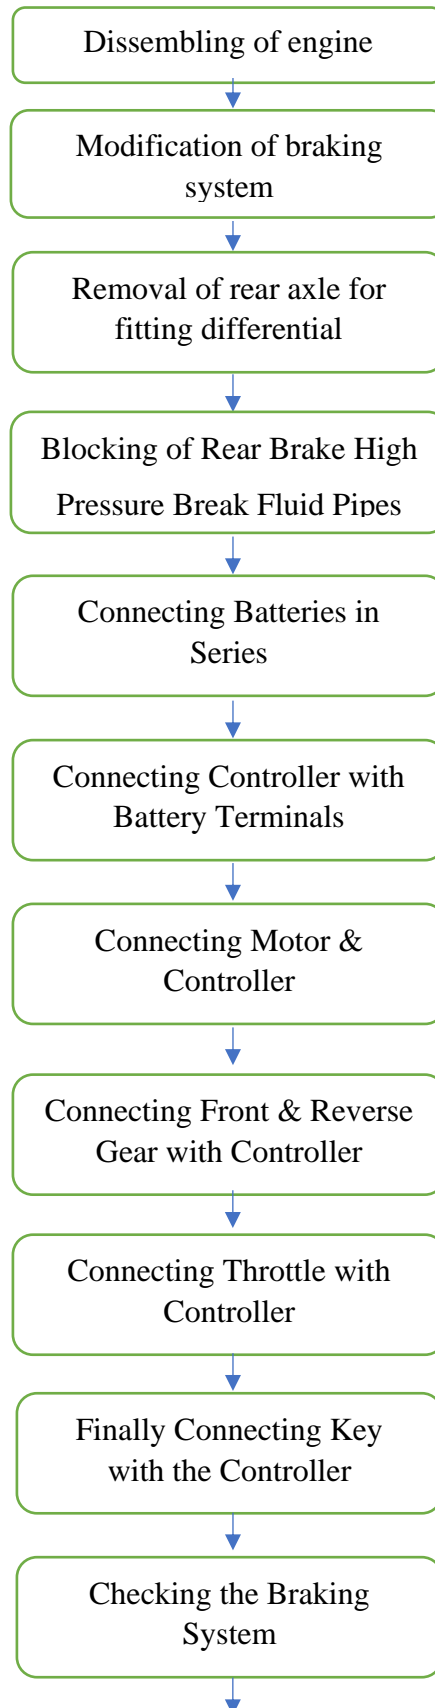 Dissembling of engine
Modification of braking
system
Removal of rear axle for
fitting differential
Blocking of Rear Brake High
Pressure Break Fluid Pipes
Connecting Batteries in
Series
Connecting Controller with
Battery Terminals
Connecting Motor &
Controller
Connecting Front & Reverse
Gear with Controller
Connecting Throttle with
Controller
Finally Connecting Key
with the Controller
Checking the Braking
System